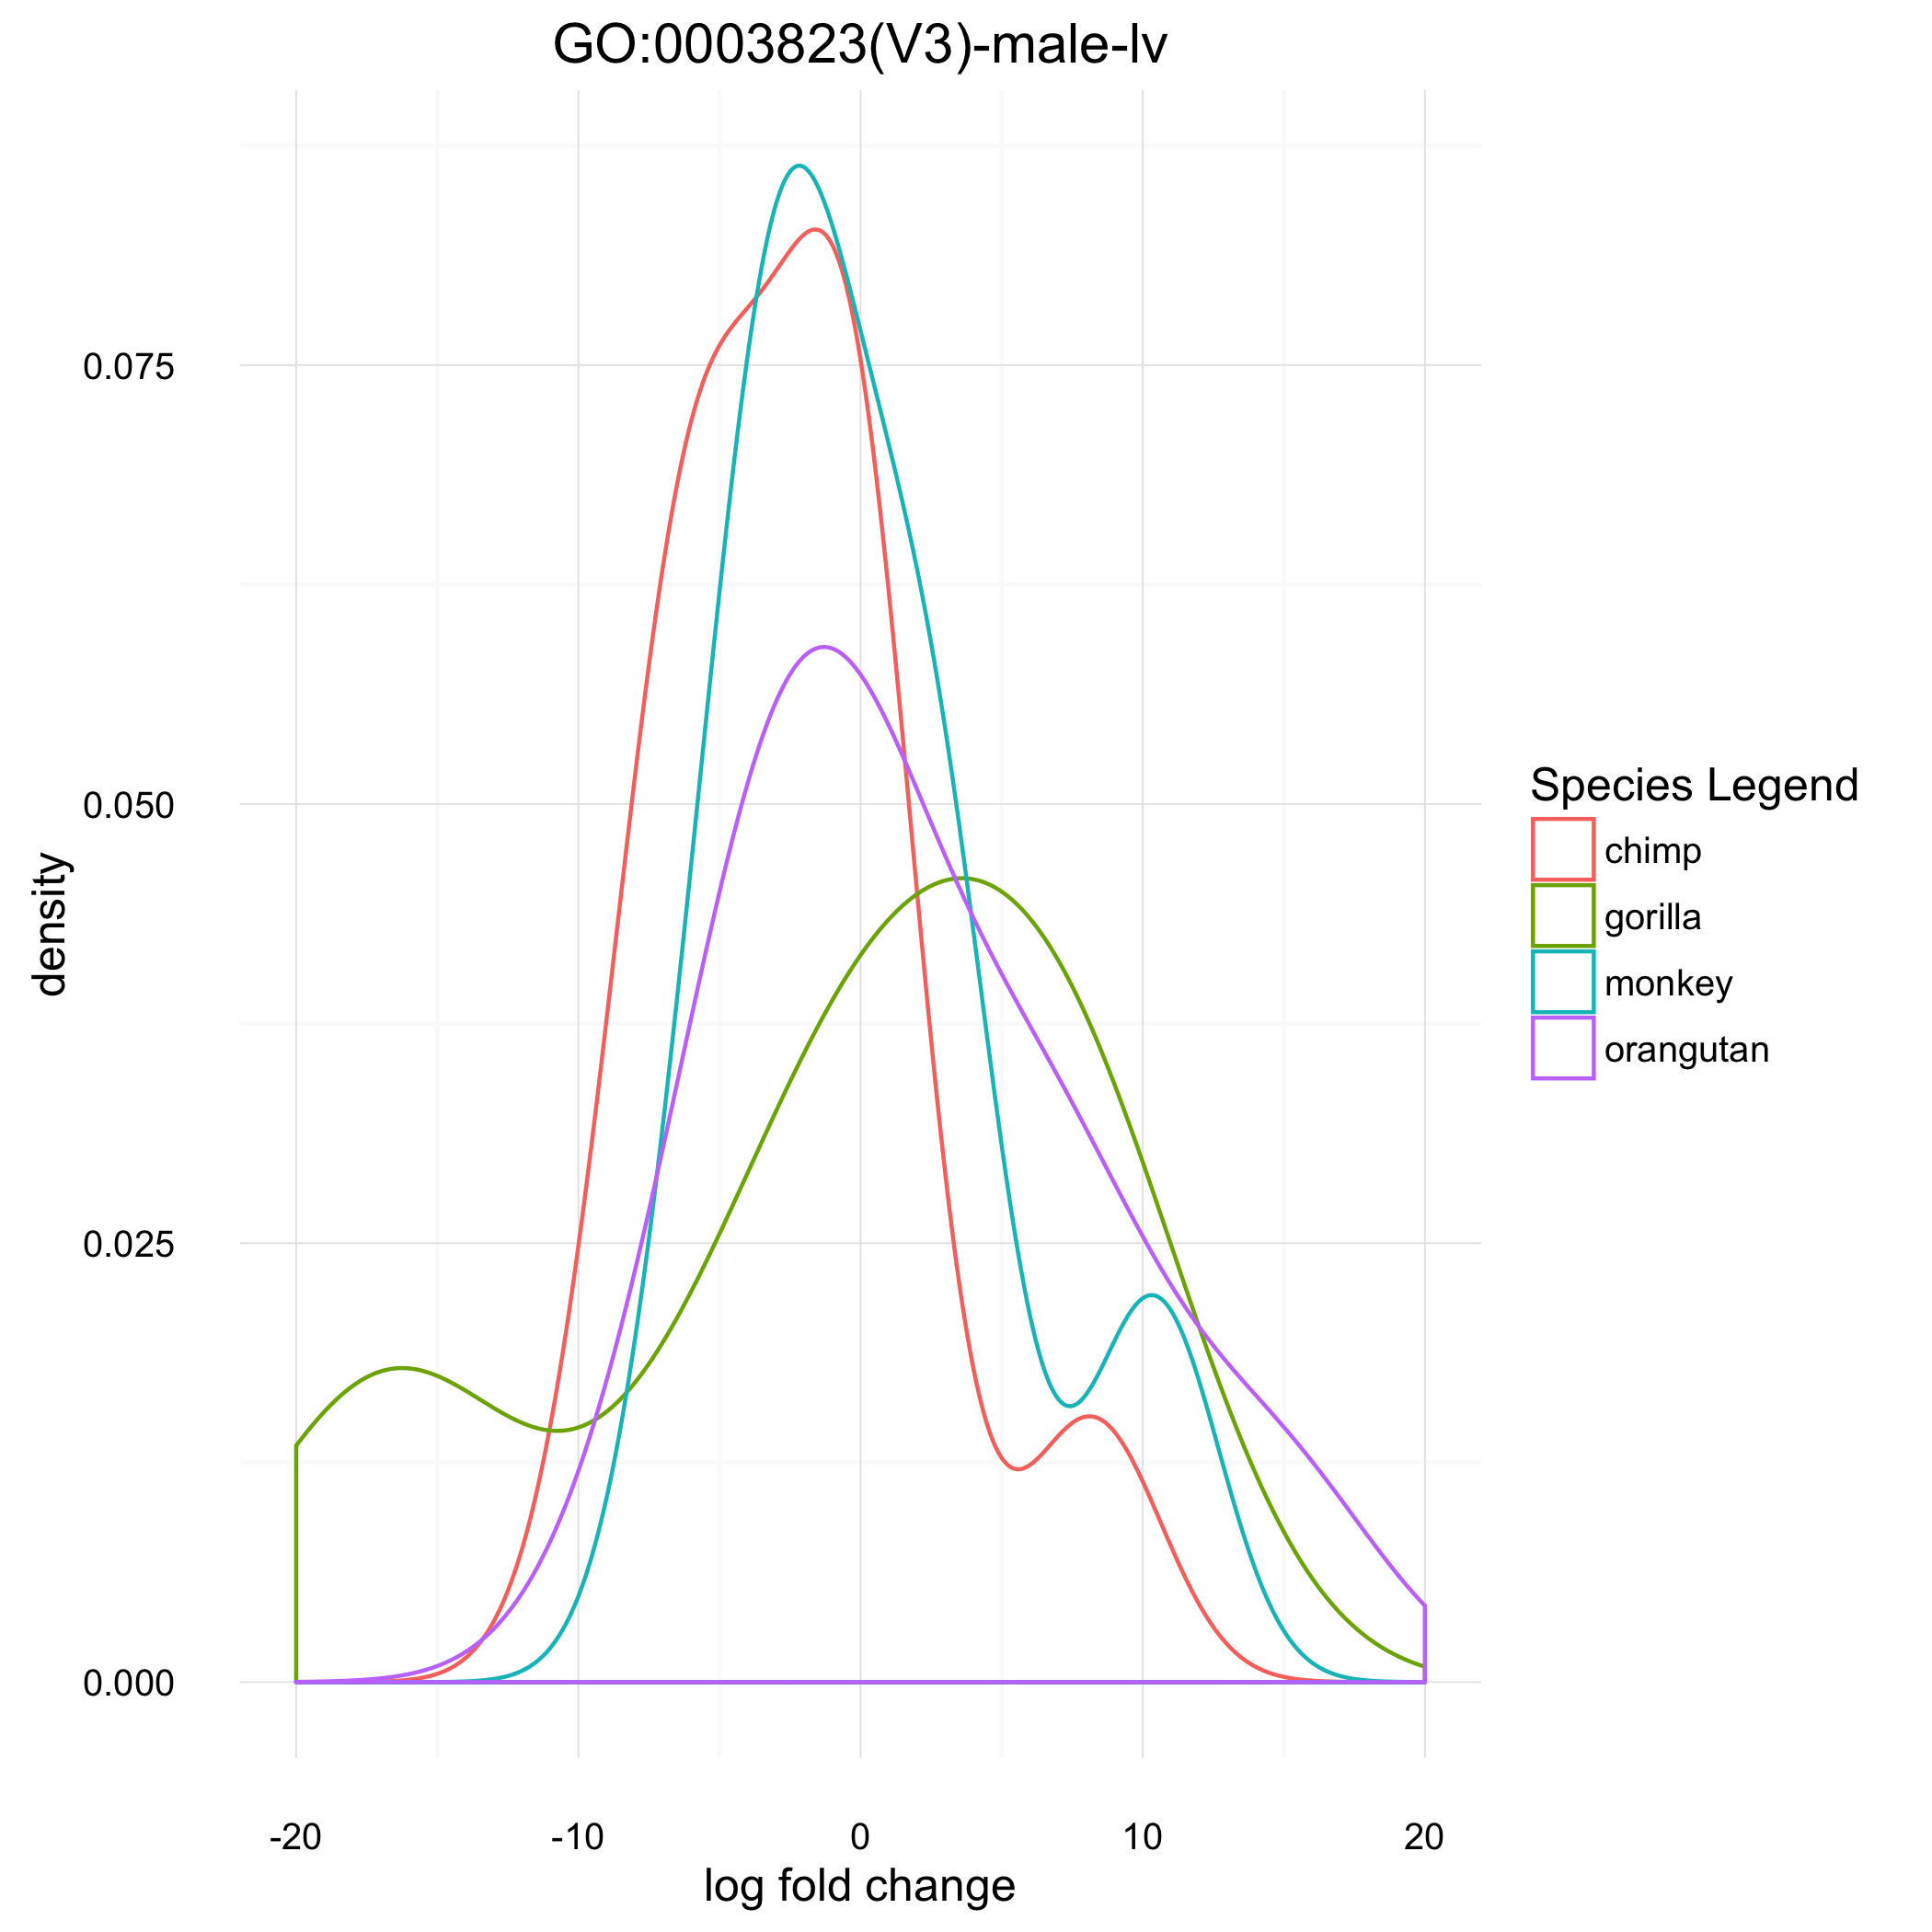 GO:0003823(V3)-male-lv
0.075
0.050
0.025
0.000
density
-20 -10 0 10 20
log fold change
Species Legend
chimp
gorilla
monkey
orangutan